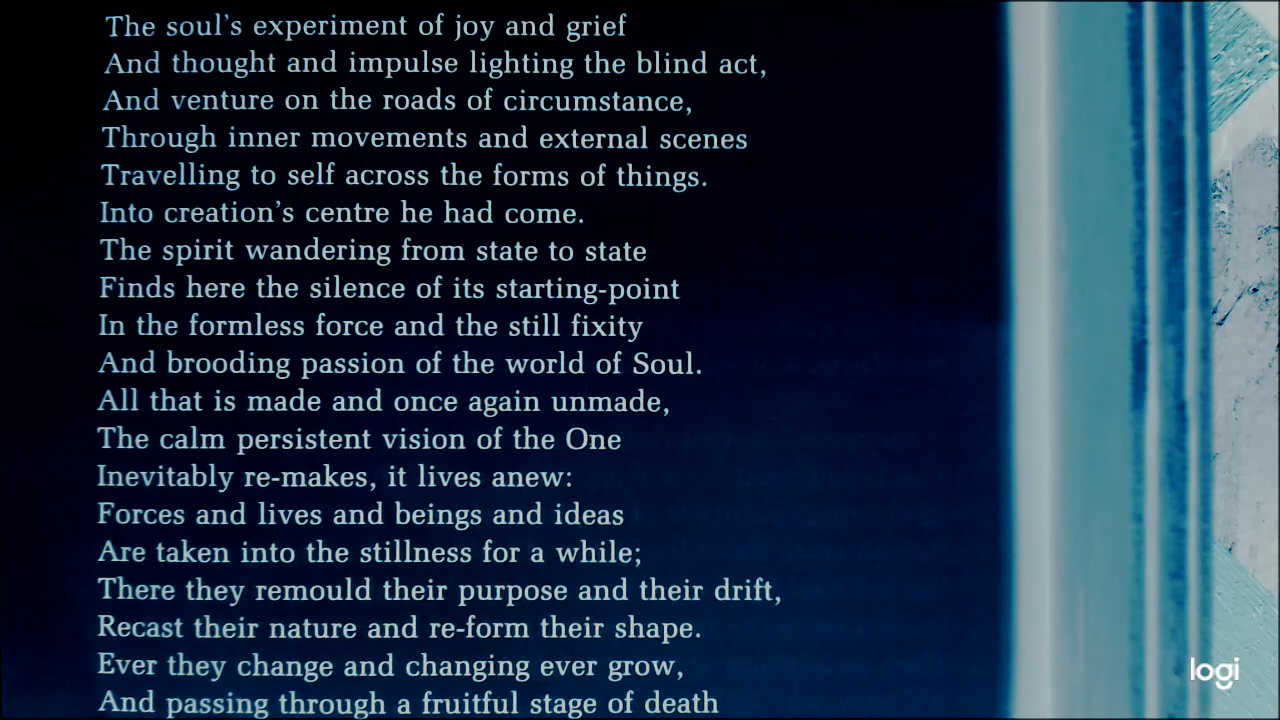 The soul's experiment of joy and grief
And thought and impulse lighting the blind act,
And venture on the roads of circumstance,
Through inner movements and external scenes
Travelling to self across the forms of things.
Into creation's centre he had come.
The spirit wandering from state to state
Finds here the silence of its starting-point
In the formless force and the still fixity
And brooding passion of the world of Soul.
All that is made and once again unmade,
The calm persistent vision of the One
Inevitably re-makes, it lives anew:
Forces and lives and beings and ideas
Are taken into the stillness for a while;
There they remould their purpose and their drift,
Recast their nature and re-form their shape.
Ever they change and changing ever grow,
And passing through a fruitful stage of death
logi